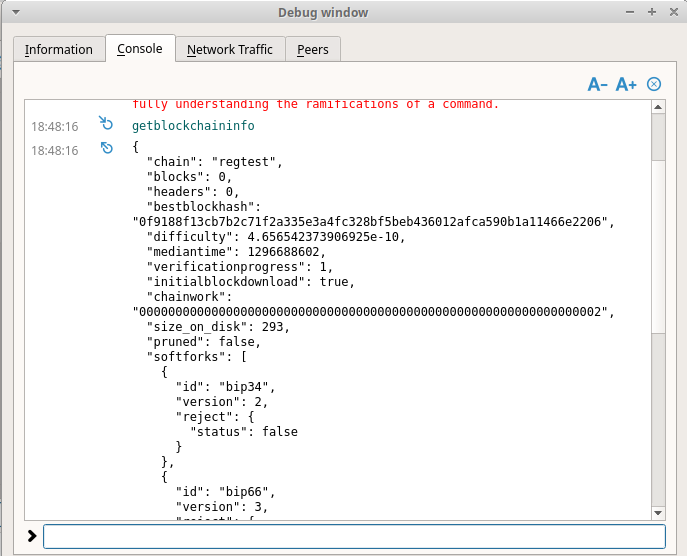 Debug window
Information Console Network Traffic Peers
A- A+
fully understanding the ramifications of a command.
18:48:16 getblockchaininfo
18:48:16 {
"chain": "regtest",
"blocks": 0,
"headers": 0,
"bestblockhash":
"0f9188f13cb7b2c71f2a335e3a4fc328bf5beb436012afca590b1a11466e2206",
"difficulty": 4.656542373906925e-10,
"mediantime": 1296688602,
"verificationprogress": 1,
"initialblockdownload": true,
"chainwork":
"0000000000000000000000000000000000000000000000000000000000000002",
"size_on_disk": 293,
"pruned": false,
"softforks": [
{
"id": "bip34",
"version": 2,
"reject": {
"status": false
}
},
{
"id": "bip66",
"version": 3,
"reject": {